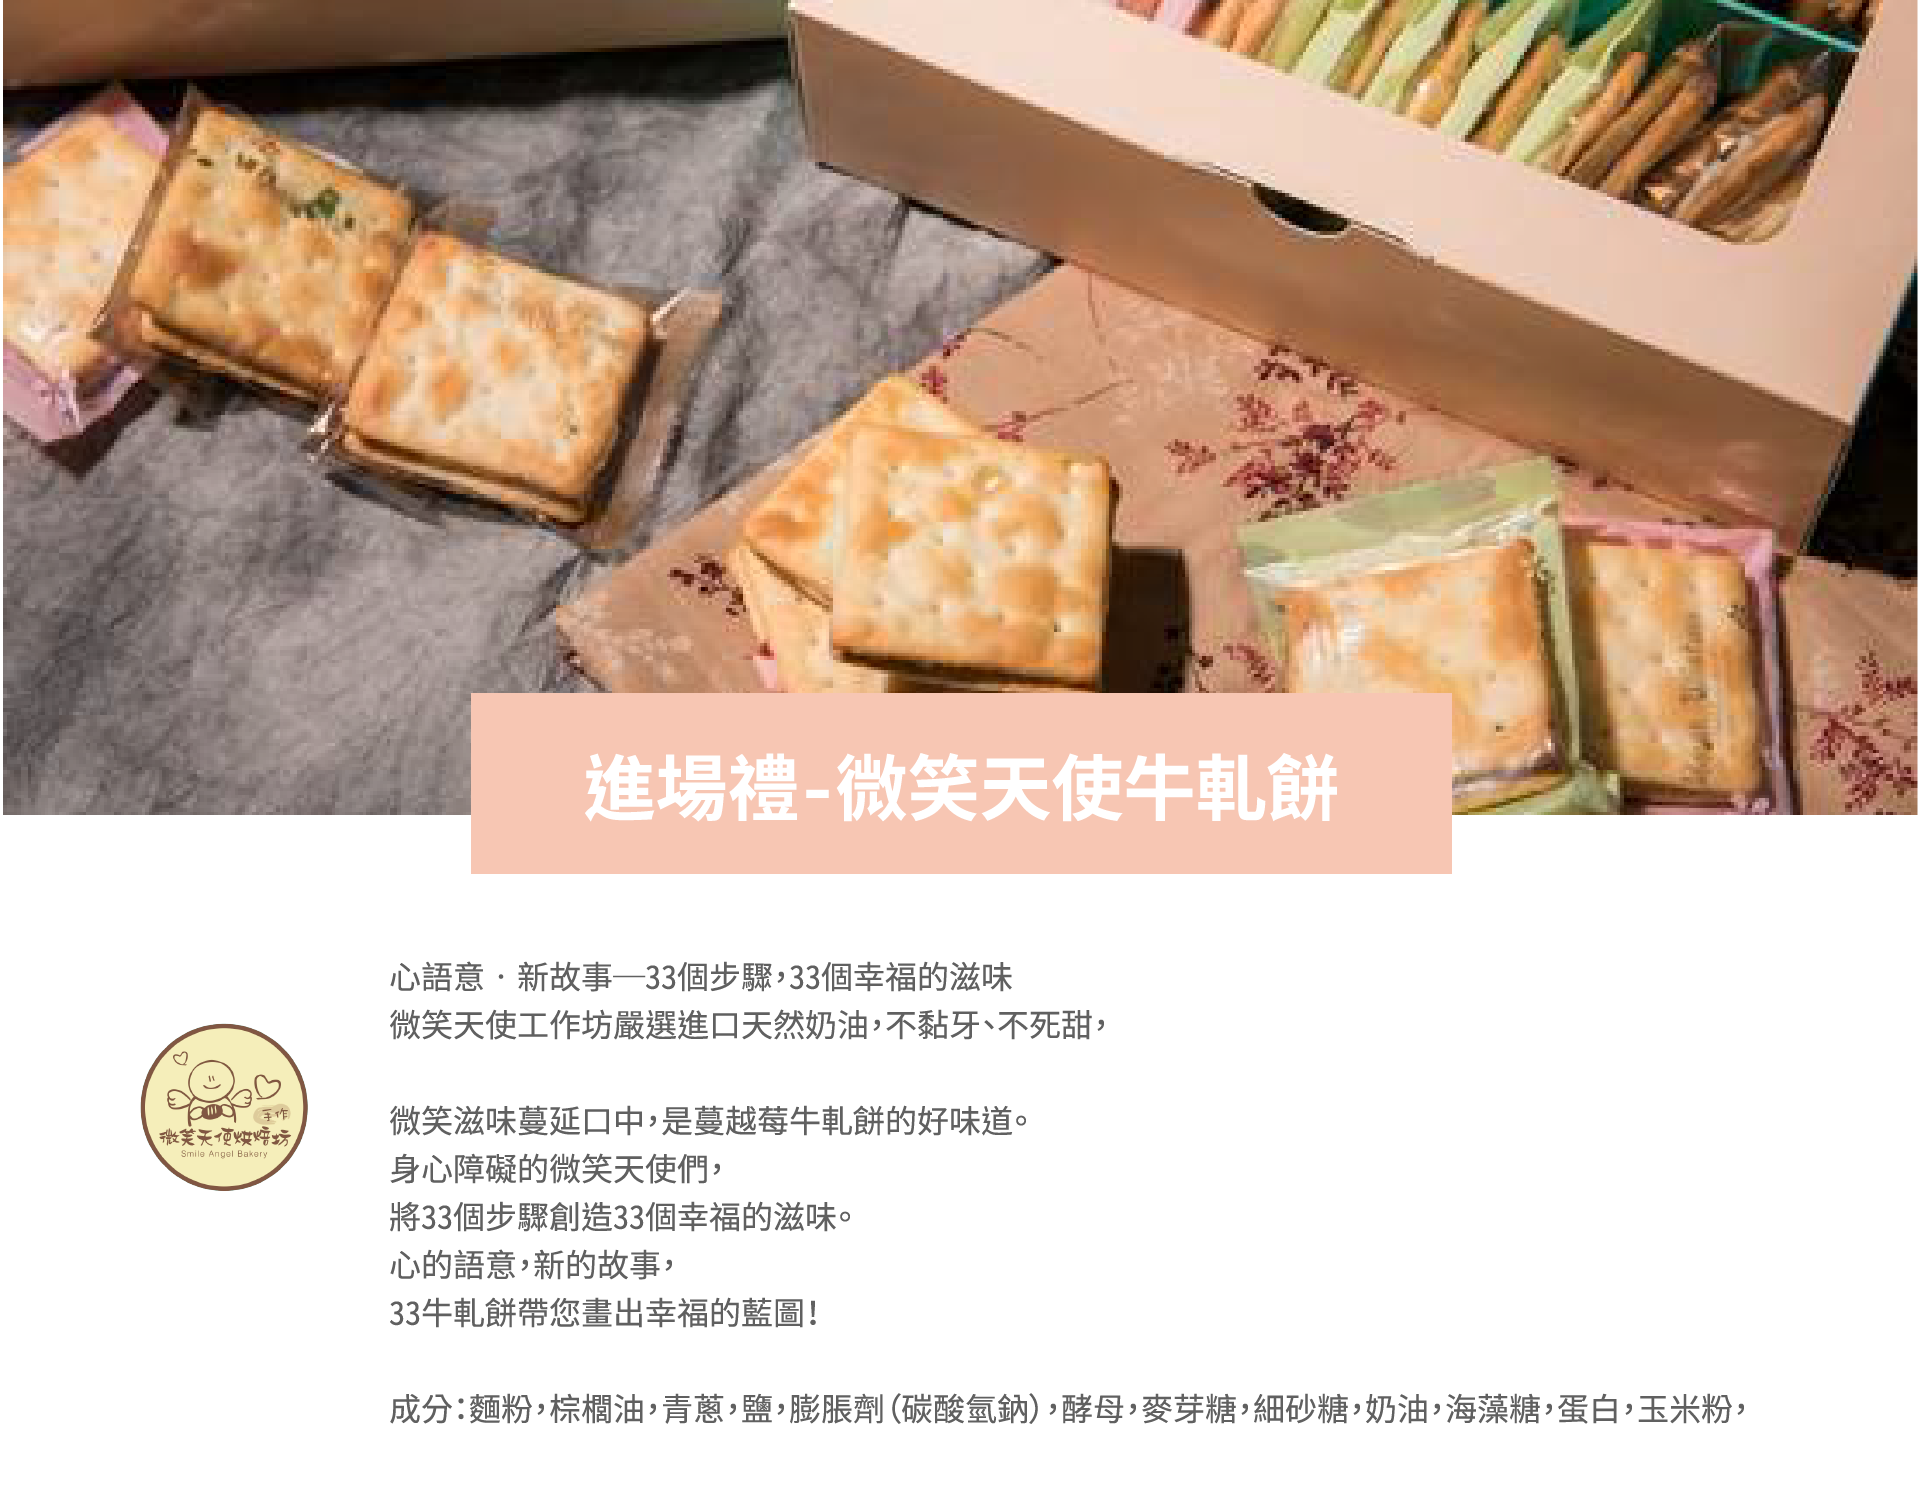 進場禮-微笑天使牛軋餅
心語意‧新故事─33個步驟，33個幸福的滋味
微笑天使工作坊嚴選進口天然奶油，不黏牙、不死甜，
微笑滋味蔓延口中，是蔓越莓牛軋餅的好味道。
身心障礙的微笑天使們，
將33個步驟創造33個幸福的滋味。
心的語意，新的故事，
33牛軋餅帶您畫出幸福的藍圖！
成分：麵粉，棕櫚油，青蔥，鹽，膨脹劑（碳酸氫鈉），酵母，麥芽糖，細砂糖，奶油，海藻糖，蛋白，玉米粉，
手作
微笑天使烘焙坊
Smile Angel Bakery